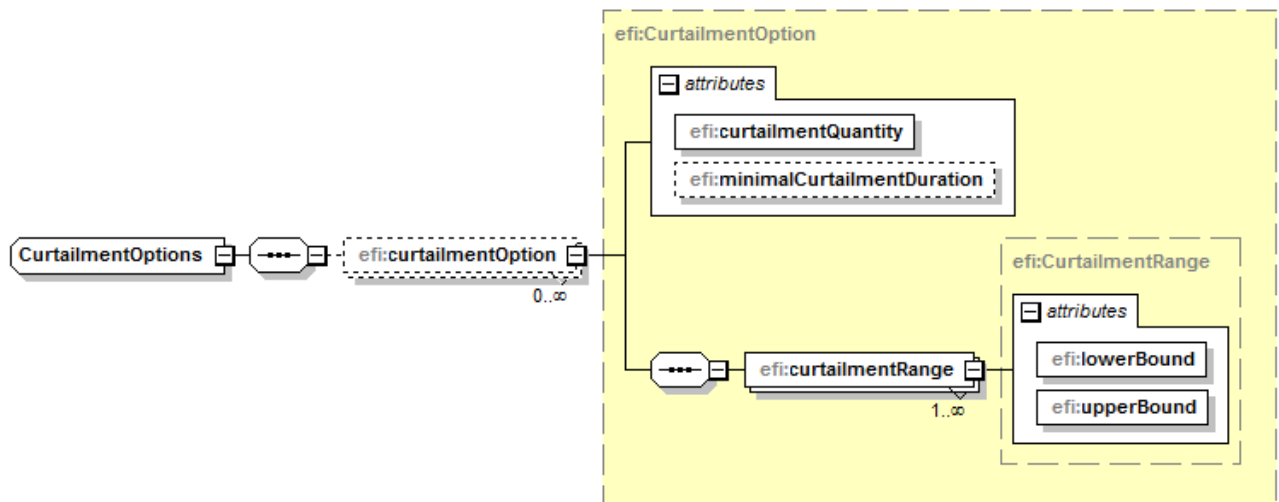 efi:CurtailmentOption
attributes
efi:curtailmentQuantity
efi:minimalCurtailmentDuration
CurtailmentOptions
efi:curtailmentOption
0..∞
efi:CurtailmentRange
attributes
efi:curtailmentRange
1..∞
efi:lowerBound
efi:upperBound